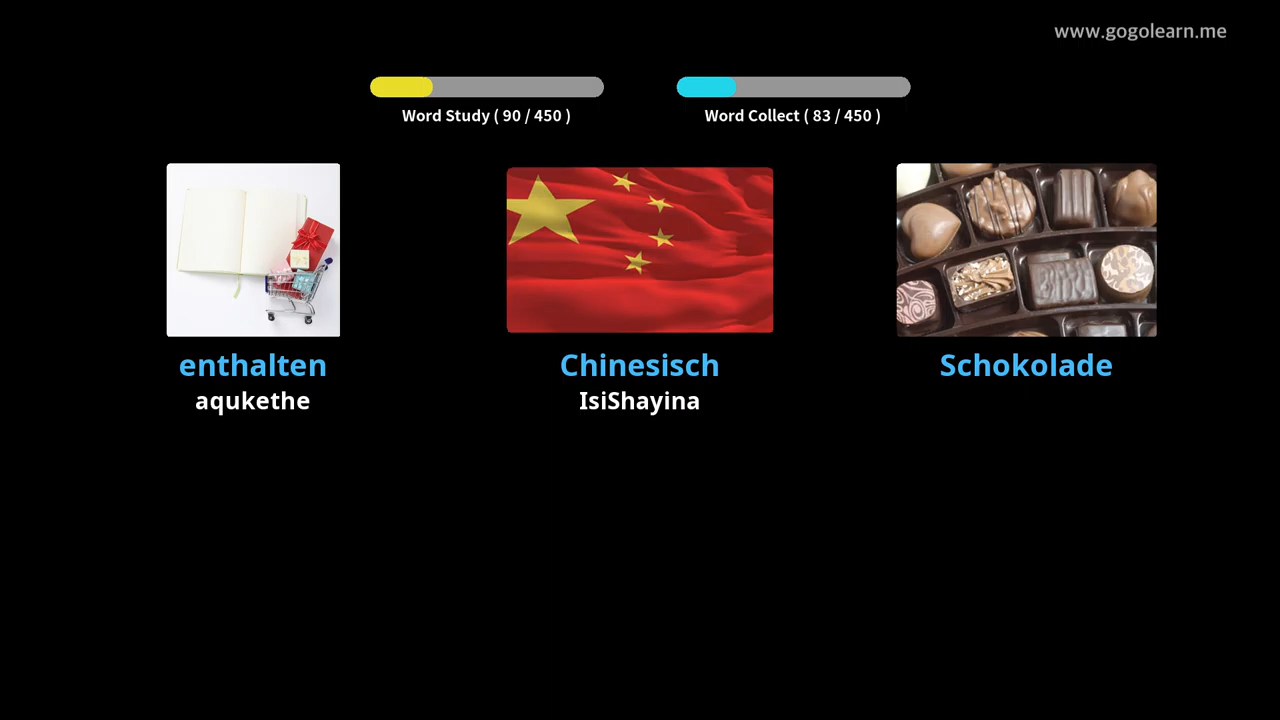 www.gogolearn.me
Word Study ( 90 / 450 )
Word Collect ( 83 / 450 )
enthalten
aqukethe
Chinesisch
IsiShayina
Schokolade